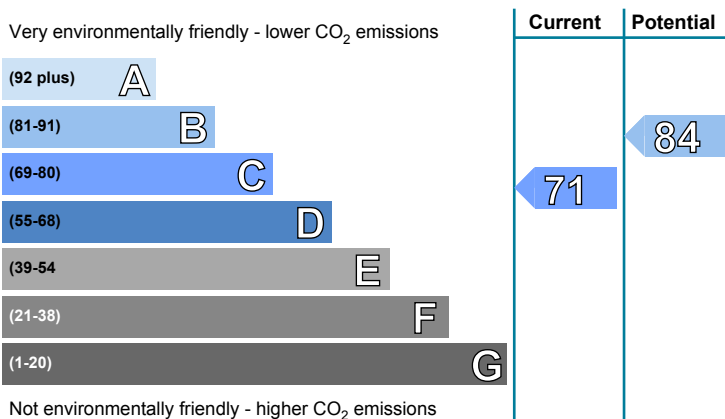 Very environmentally friendly - lower CO2 emissions
Current
Potential
(92 plus) A
(81-91) B
84
(69-80) C
71
(55-68) D
(39-54 E
(21-38) F
(1-20) G
Not environmentally friendly - higher CO2 emissions